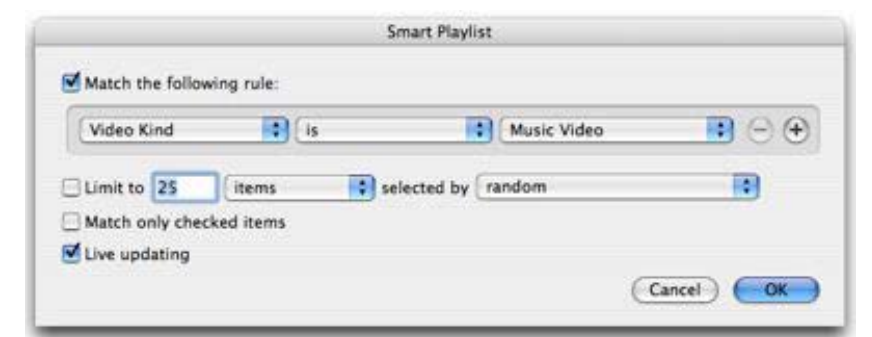 Smart Playlist
Match the following rule:
Video Kind is Music Video
Limit to 25 items selected by random
Match only checked items
Live updating
Cancel OK